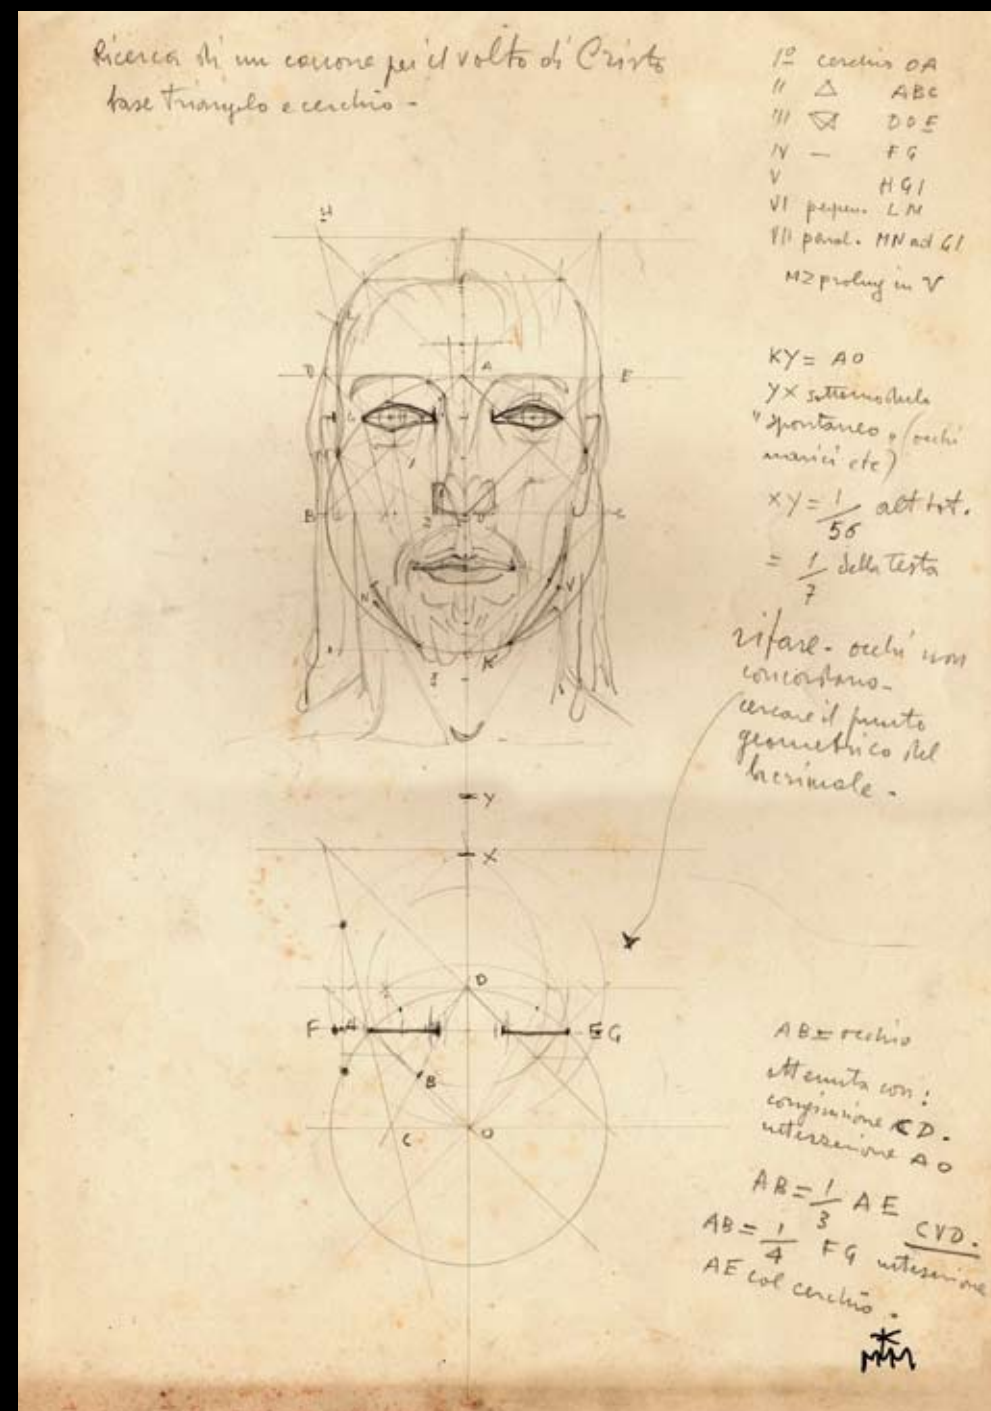 Ricerca di un canone per il volto di Cristo
base Triangolo e cerchio -
1º cerchio OA
II △ ABC
III DOE
IV — FG
V HGI
VI perpen. LM
VII paral. MN ad GI
MZ prolung in V
KY = AO
YX sottomodulo
"spontaneo" (occhi
narici etc)
XY = 1/56 alt tot.
= 1/7 della testa
rifare - occhi non
concordano -
cercare il punto
geometrico del
lacrimale -
H
L
D A E
G
M I
B Z O C
N V
K
Y
X
D
F A E G
B
C O
AB = occhio
ottenuta con:
congiunzione CD.
intersezione AO
AB = 1/3 AE CVD.
AB = 1/4 FG intersezione
AE col cerchio.